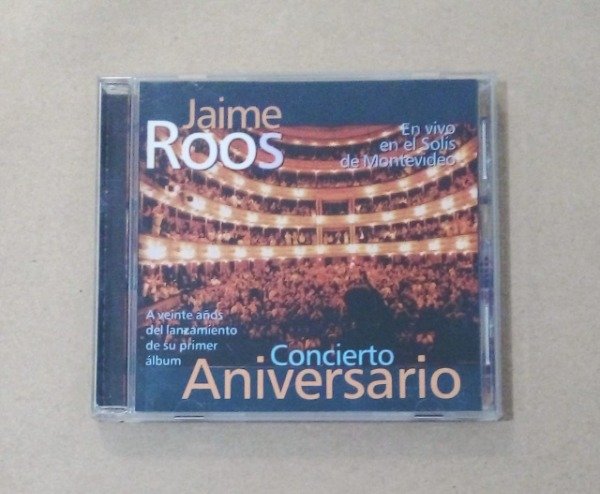 Jaime
ROOS
En vivo
en el Solís
de Montevideo
A veinte años
del lanzamiento
de su primer
álbum
Concierto
Aniversario